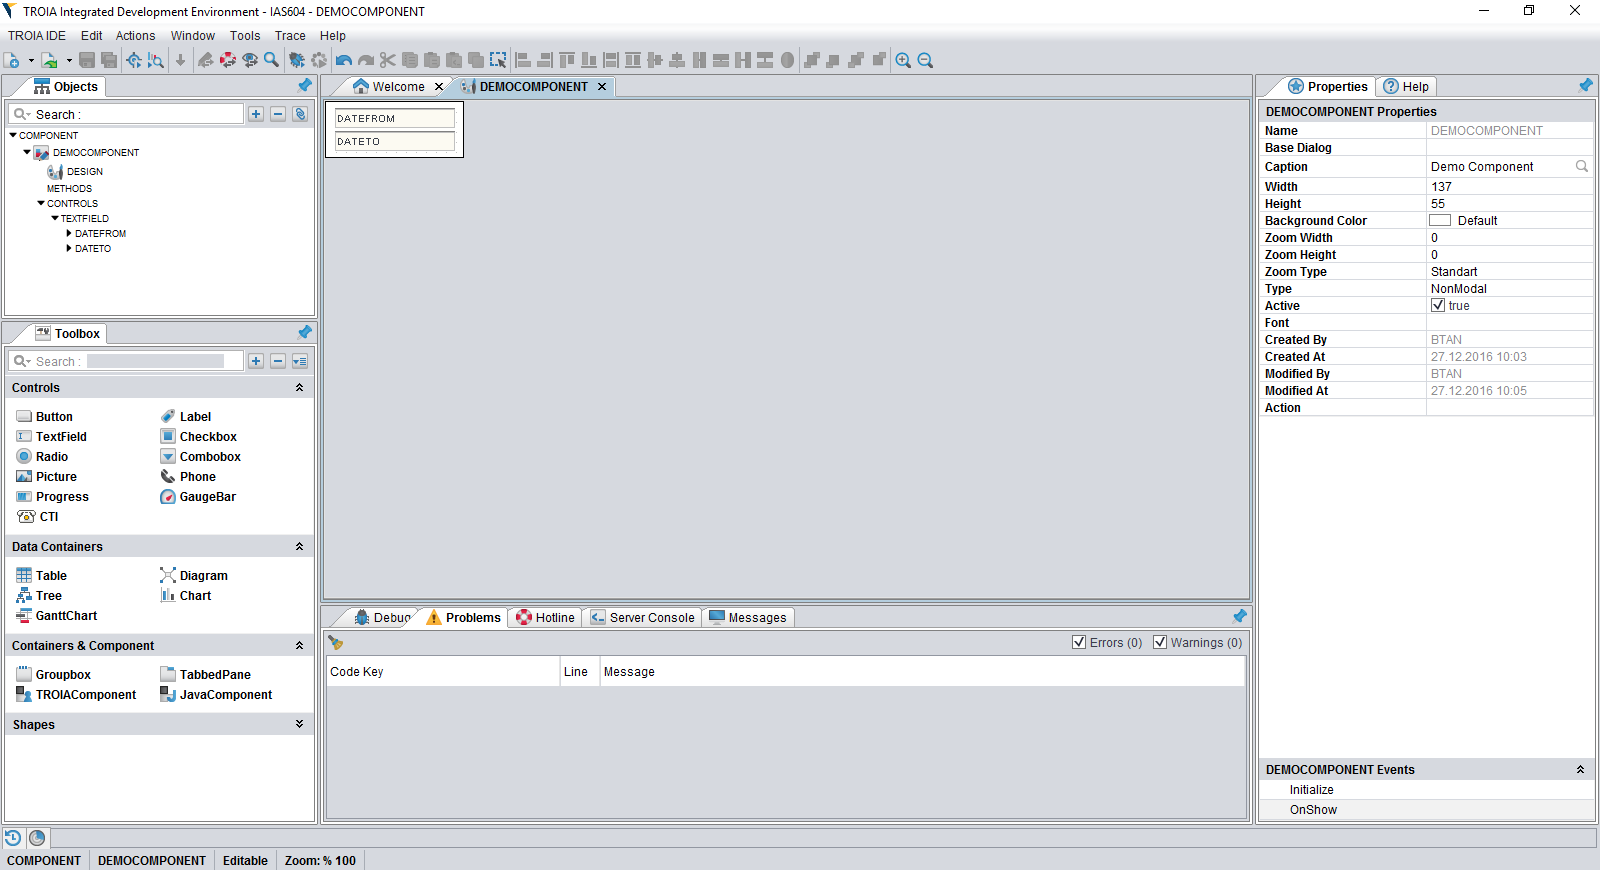 TROIA Integrated Development Environment - IAS604 - DEMOCOMPONENT
TROIA IDE Edit Actions Window Tools Trace Help
Objects
Search :
COMPONENT
DEMOCOMPONENT
DESIGN
METHODS
CONTROLS
TEXTFIELD
DATEFROM
DATETO
Toolbox
Search :
Controls
Button Label
TextField Checkbox
Radio Combobox
Picture Phone
Progress GaugeBar
CTI
Data Containers
Table Diagram
Tree Chart
GanttChart
Containers & Component
Groupbox TabbedPane
TROIAComponent JavaComponent
Shapes
Welcome DEMOCOMPONENT
DATEFROM
DATETO
Debug Problems Hotline Server Console Messages
Errors (0) Warnings (0)
Code Key Line Message
Properties Help
DEMOCOMPONENT Properties
Name DEMOCOMPONENT
Base Dialog
Caption Demo Component
Width 137
Height 55
Background Color Default
Zoom Width 0
Zoom Height 0
Zoom Type Standart
Type NonModal
Active true
Font
Created By BTAN
Created At 27.12.2016 10:03
Modified By BTAN
Modified At 27.12.2016 10:05
Action
DEMOCOMPONENT Events
Initialize
OnShow
COMPONENT DEMOCOMPONENT Editable Zoom: % 100